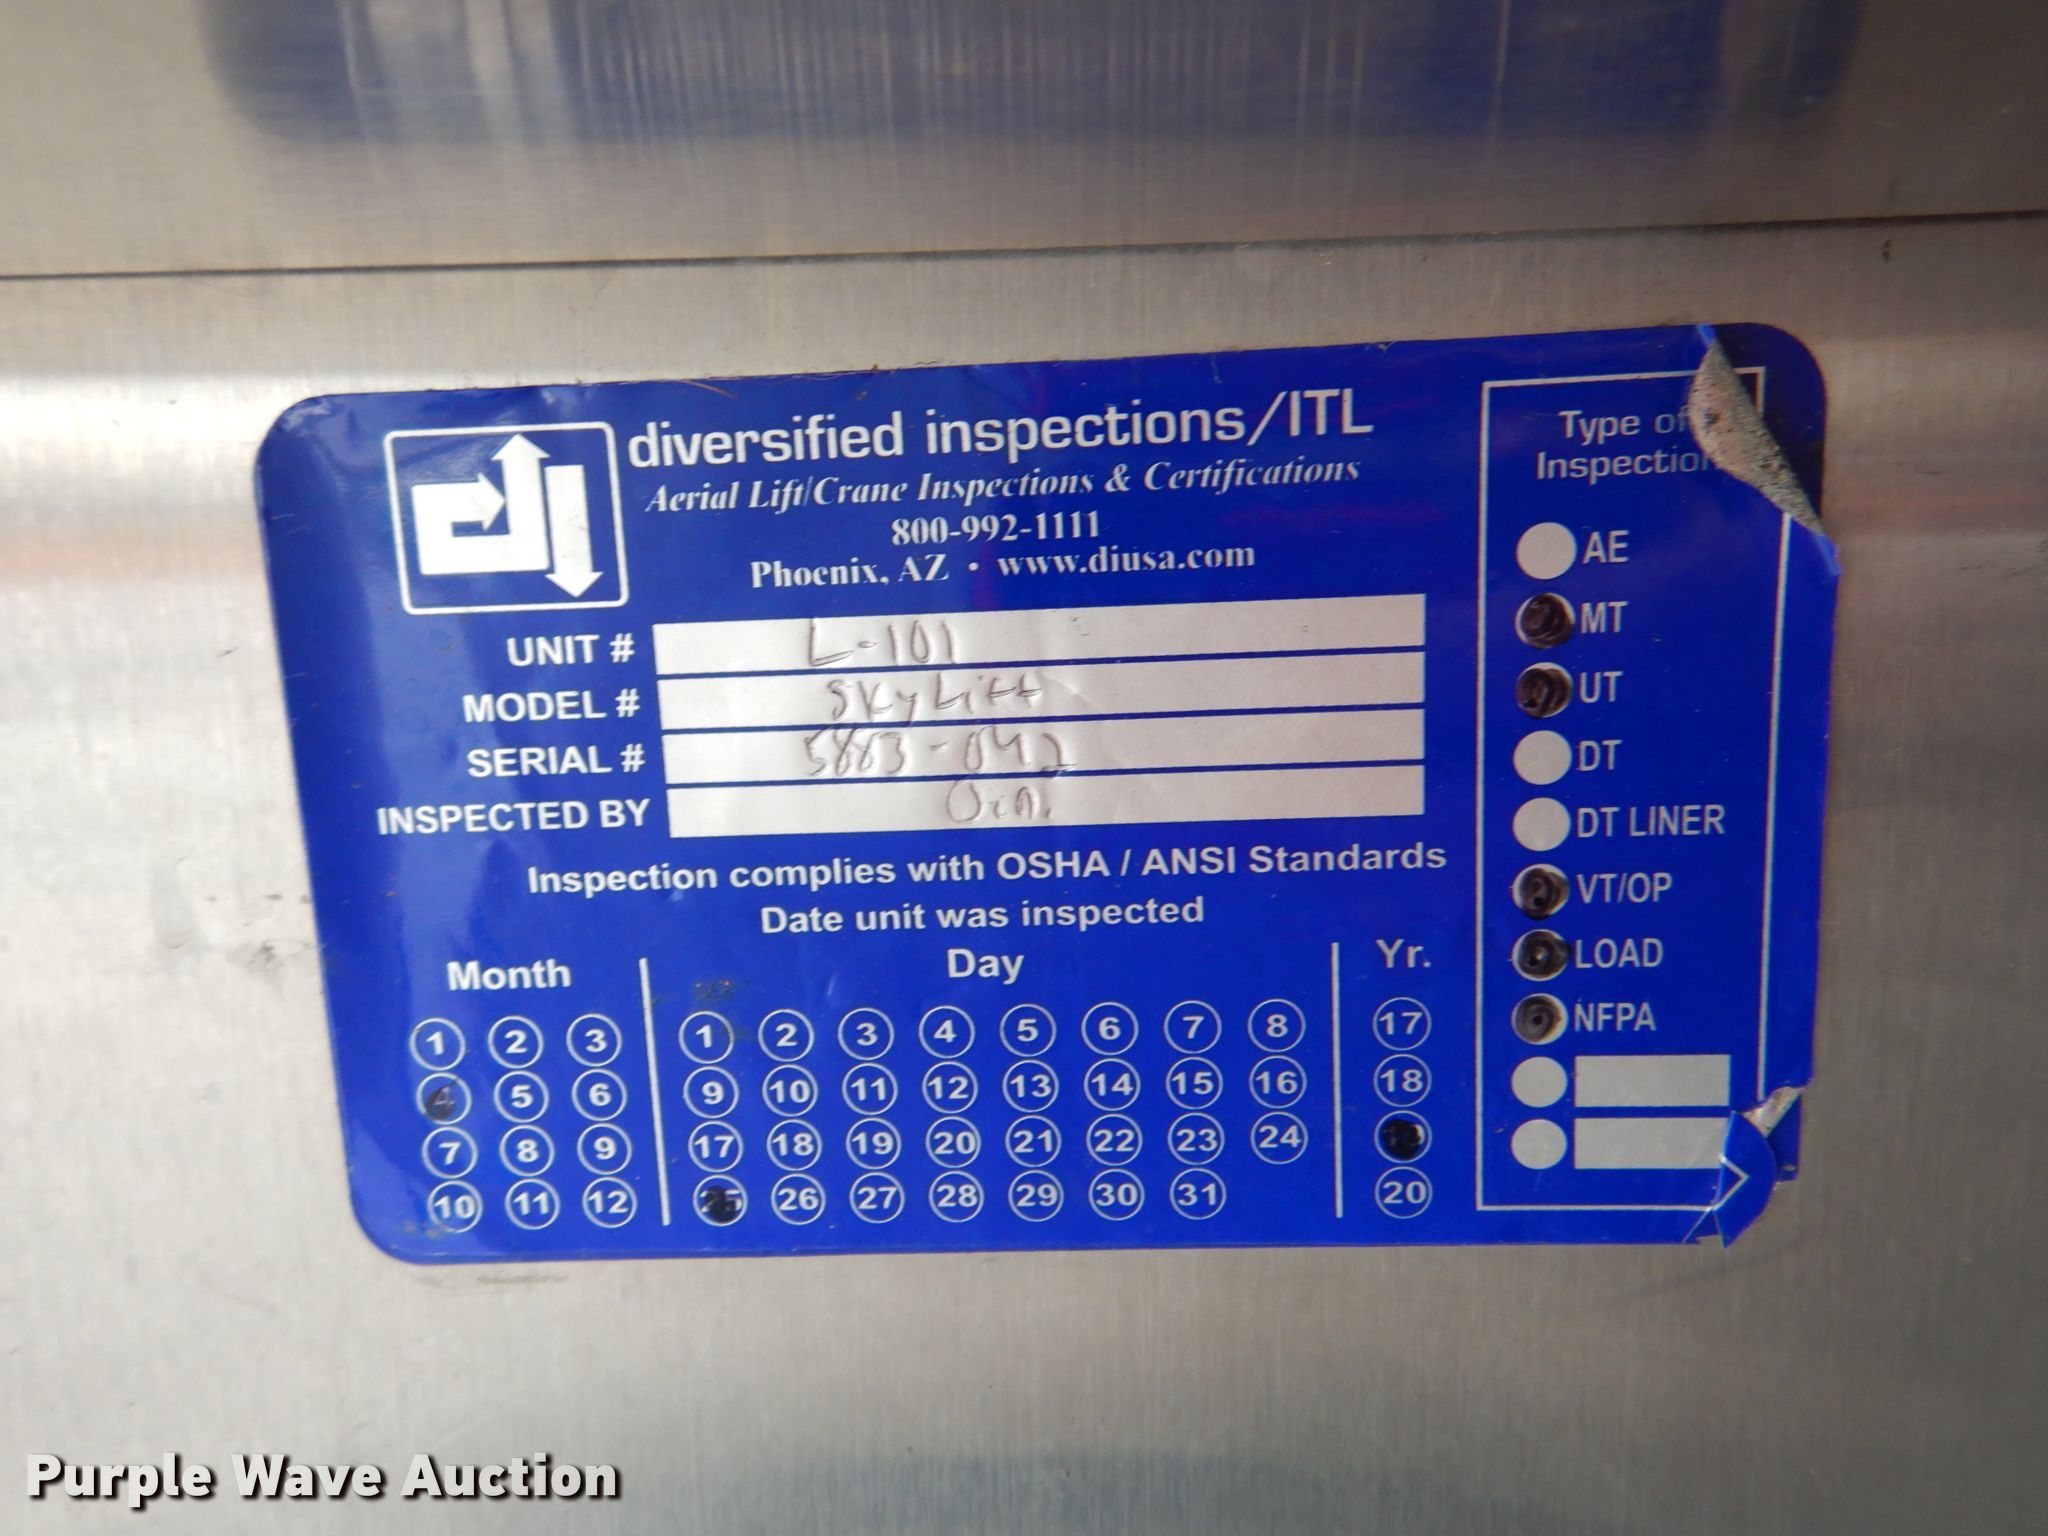 diversified inspections/ITL
Aerial Lift/Crane Inspections & Certifications
800-992-1111
Phoenix, AZ • www.diusa.com
UNIT # L-101
MODEL # SkyLift
SERIAL # 5883-042
INSPECTED BY
Inspection complies with OSHA / ANSI Standards
Date unit was inspected
Month
1 2 3
4 5 6
7 8 9
10 11 12
Day
1 2 3 4 5 6 7 8
9 10 11 12 13 14 15 16
17 18 19 20 21 22 23 24
25 26 27 28 29 30 31
Yr.
17
18
19
20
Type of
Inspection
AE
MT
UT
DT
DT LINER
VT/OP
LOAD
NFPA
Purple Wave Auction